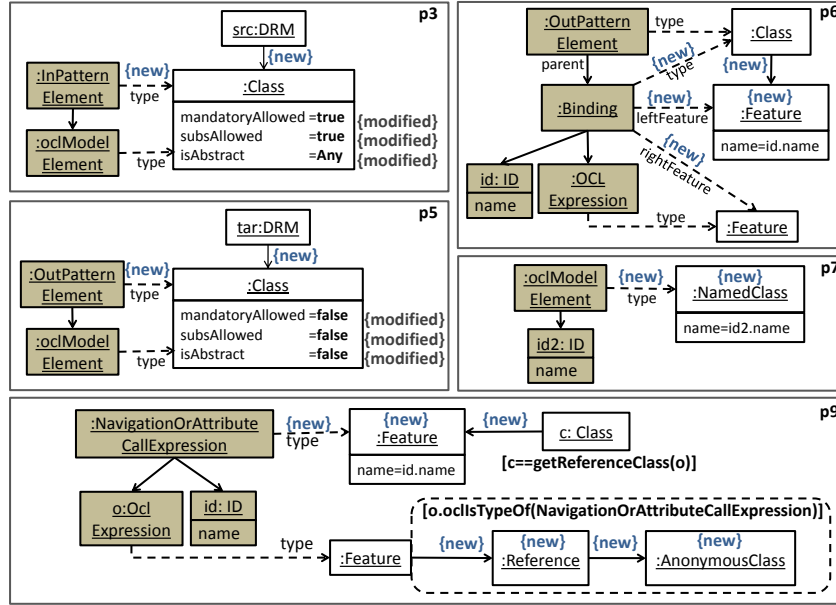 p3
src:DRM
{new}
:InPattern
Element
{new}
type
:Class
mandatoryAllowed =true
{modified}
subsAllowed =true
{modified}
isAbstract =Any
{modified}
:oclModel
Element
type
p5
tar:DRM
{new}
:OutPattern
Element
{new}
type
:Class
mandatoryAllowed =false
{modified}
subsAllowed =false
{modified}
isAbstract =false
{modified}
:oclModel
Element
type
p6
:OutPattern
Element
type
:Class
parent
{new}
type
{new}
:Binding
{new}
leftFeature
{new}
:Feature
name=id.name
{new}
rightFeature
id: ID
name
:OCL
Expression
type
:Feature
p7
:oclModel
Element
{new}
type
{new}
:NamedClass
name=id2.name
id2: ID
name
p9
:NavigationOrAttribute
CallExpression
{new}
type
{new}
:Feature
name=id.name
{new}
c: Class
[c==getReferenceClass(o)]
o:Ocl
Expression
id: ID
name
type
:Feature
[o.oclIsTypeOf(NavigationOrAttributeCallExpression)]
{new}
{new}
:Reference
{new}
{new}
:AnonymousClass